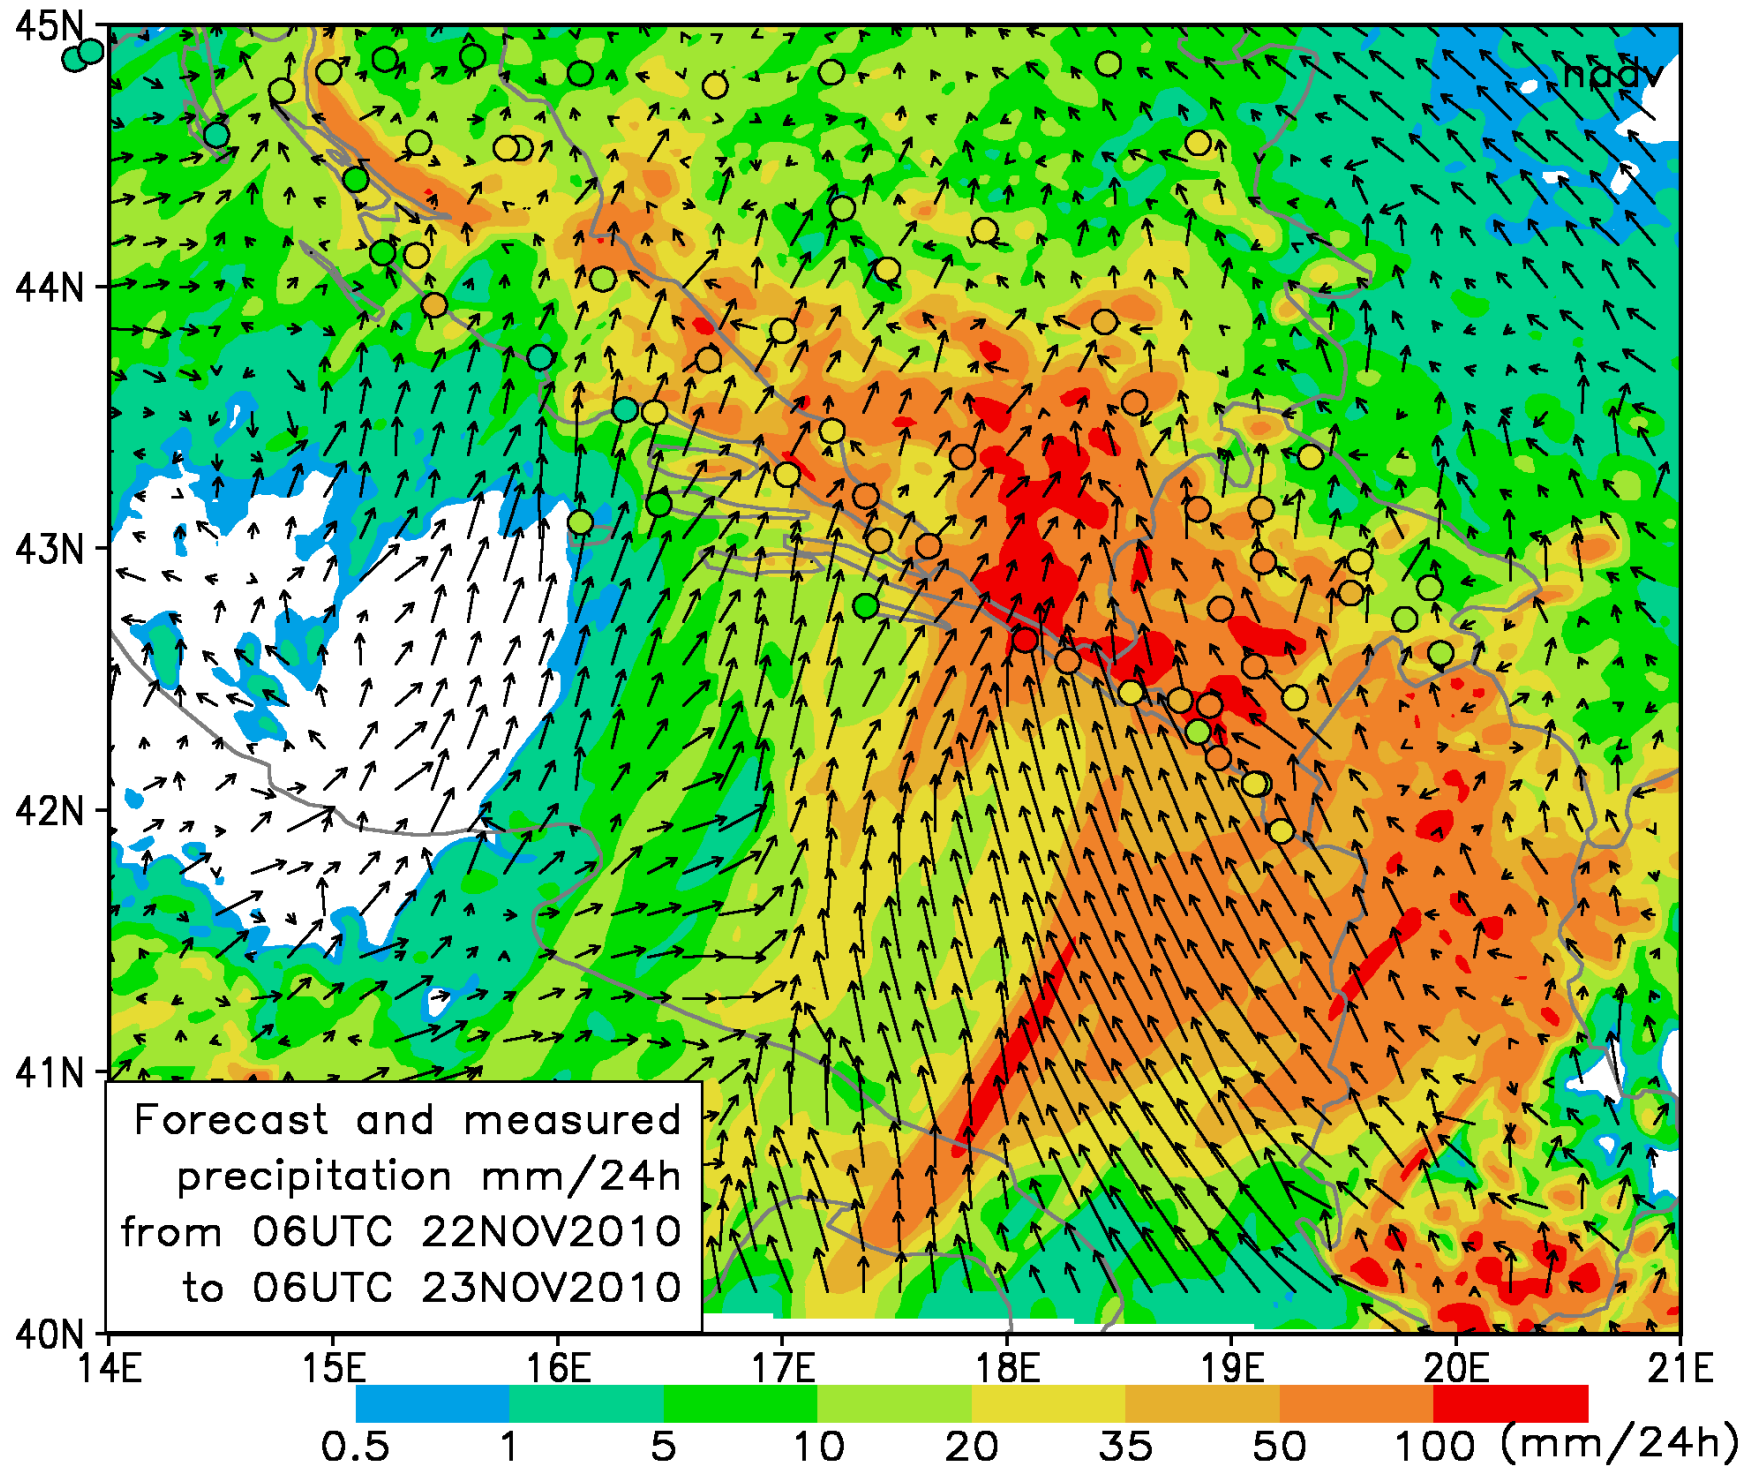 45N
nadv
44N
43N
42N
41N
Forecast and measured
precipitation mm/24h
from 06UTC 22NOV2010
to 06UTC 23NOV2010
40N
14E 15E 16E 17E 18E 19E 20E 21E
0.5 1 5 10 20 35 50 100 (mm/24h)